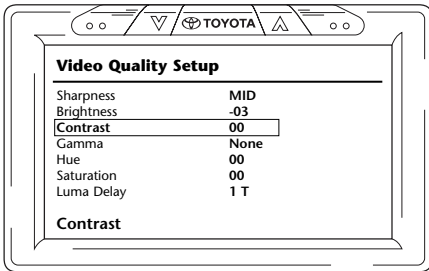 TOYOTA
Video Quality Setup
Sharpness MID
Brightness -03
Contrast 00
Gamma None
Hue 00
Saturation 00
Luma Delay 1 T
Contrast